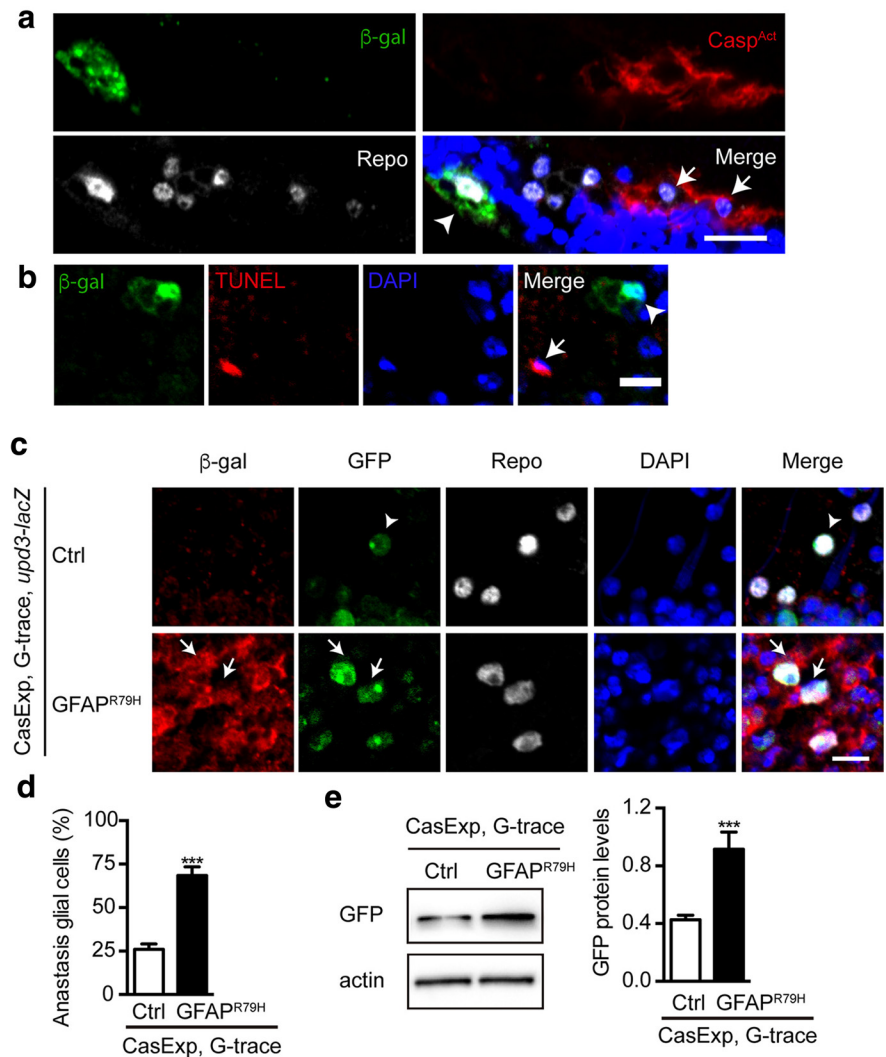 a
β-gal
Casp^Act
Repo
Merge
b
β-gal
TUNEL
DAPI
Merge
c
β-gal GFP Repo DAPI Merge
CasExp, G-trace, upd3-lacZ
Ctrl
GFAP^R79H
d
Anastasis glial cells (%)
100
75
50
25
0
***
Ctrl GFAP^R79H
CasExp, G-trace
e
CasExp, G-trace
Ctrl GFAP^R79H
GFP
actin
GFP protein levels
1.2
0.8
0.4
0.0
***
Ctrl GFAP^R79H
CasExp, G-trace